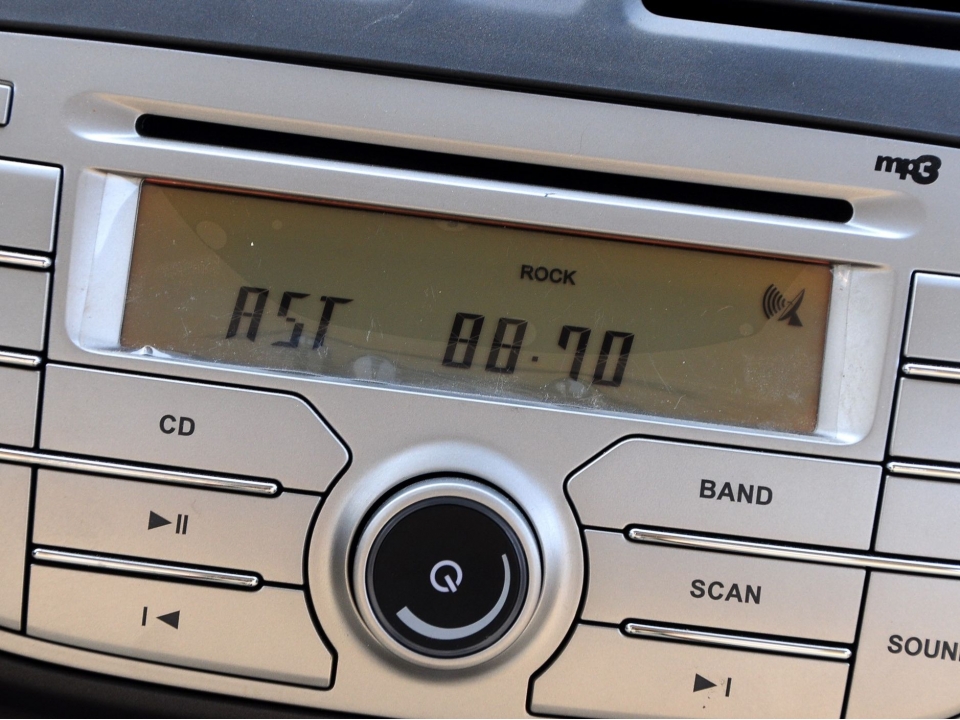 mp3
ROCK
AST 88.70
CD
BAND
SCAN
SOUN